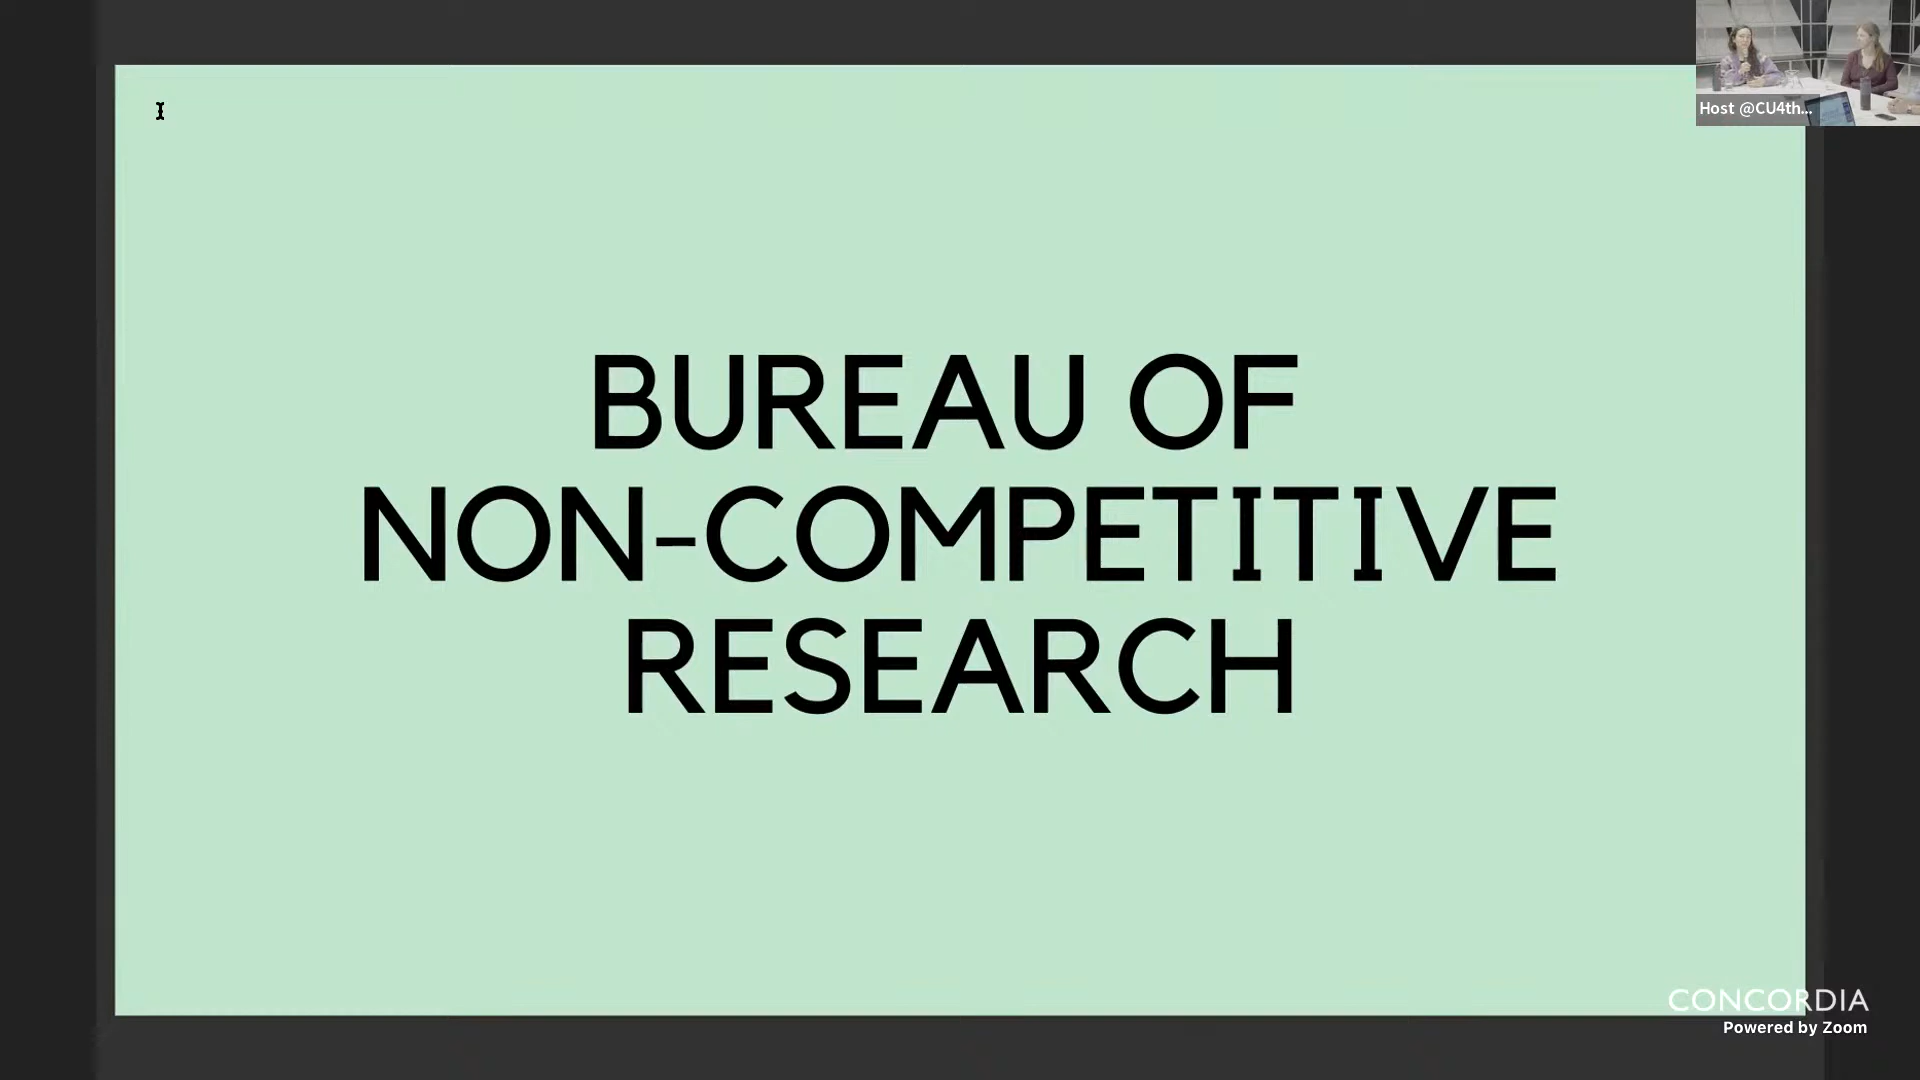 Host @CU4th...
BUREAU OF
NON-COMPETITIVE
RESEARCH
CONCORDIA
Powered by Zoom